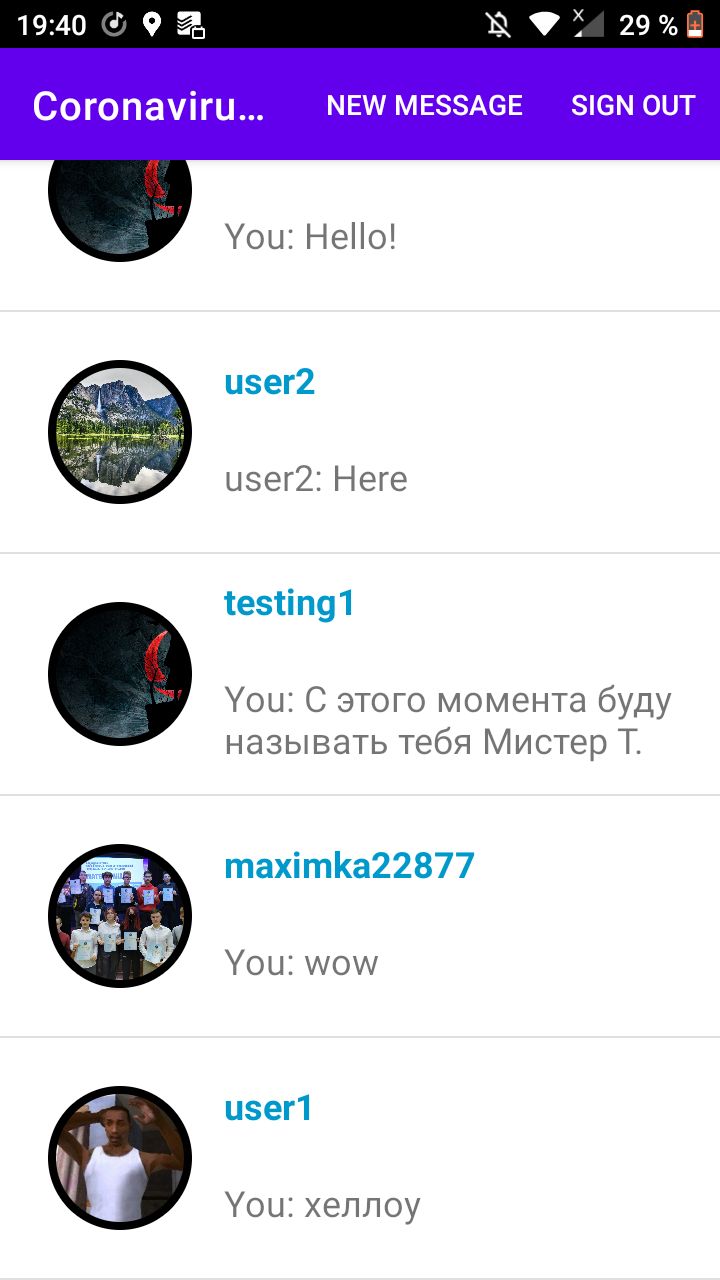 19:40
29 %
Coronaviru...
NEW MESSAGE
SIGN OUT
You: Hello!
user2
user2: Here
testing1
You: С этого момента буду
называть тебя Мистер Т.
maximka22877
You: wow
user1
You: хеллоу